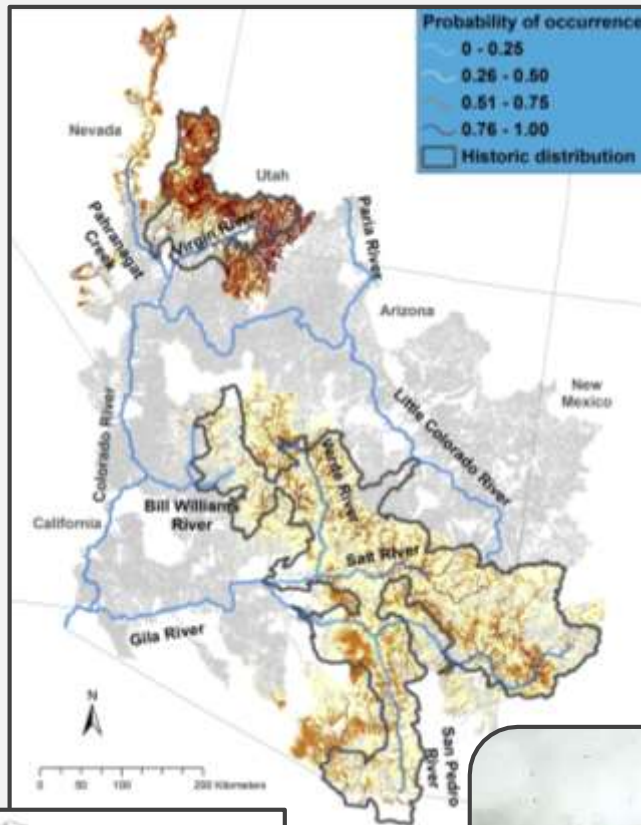 Probability of occurrence
0 - 0.25
0.26 - 0.50
0.51 - 0.75
0.76 - 1.00
Historic distribution
Nevada
Utah
Pahranagat
Creek
Virgin River
Paria River
Arizona
New
Mexico
Colorado River
Little Colorado River
Verde River
Bill Williams
River
California
Salt River
Gila River
San Pedro
River
N
0 50 100 200 Kilometers